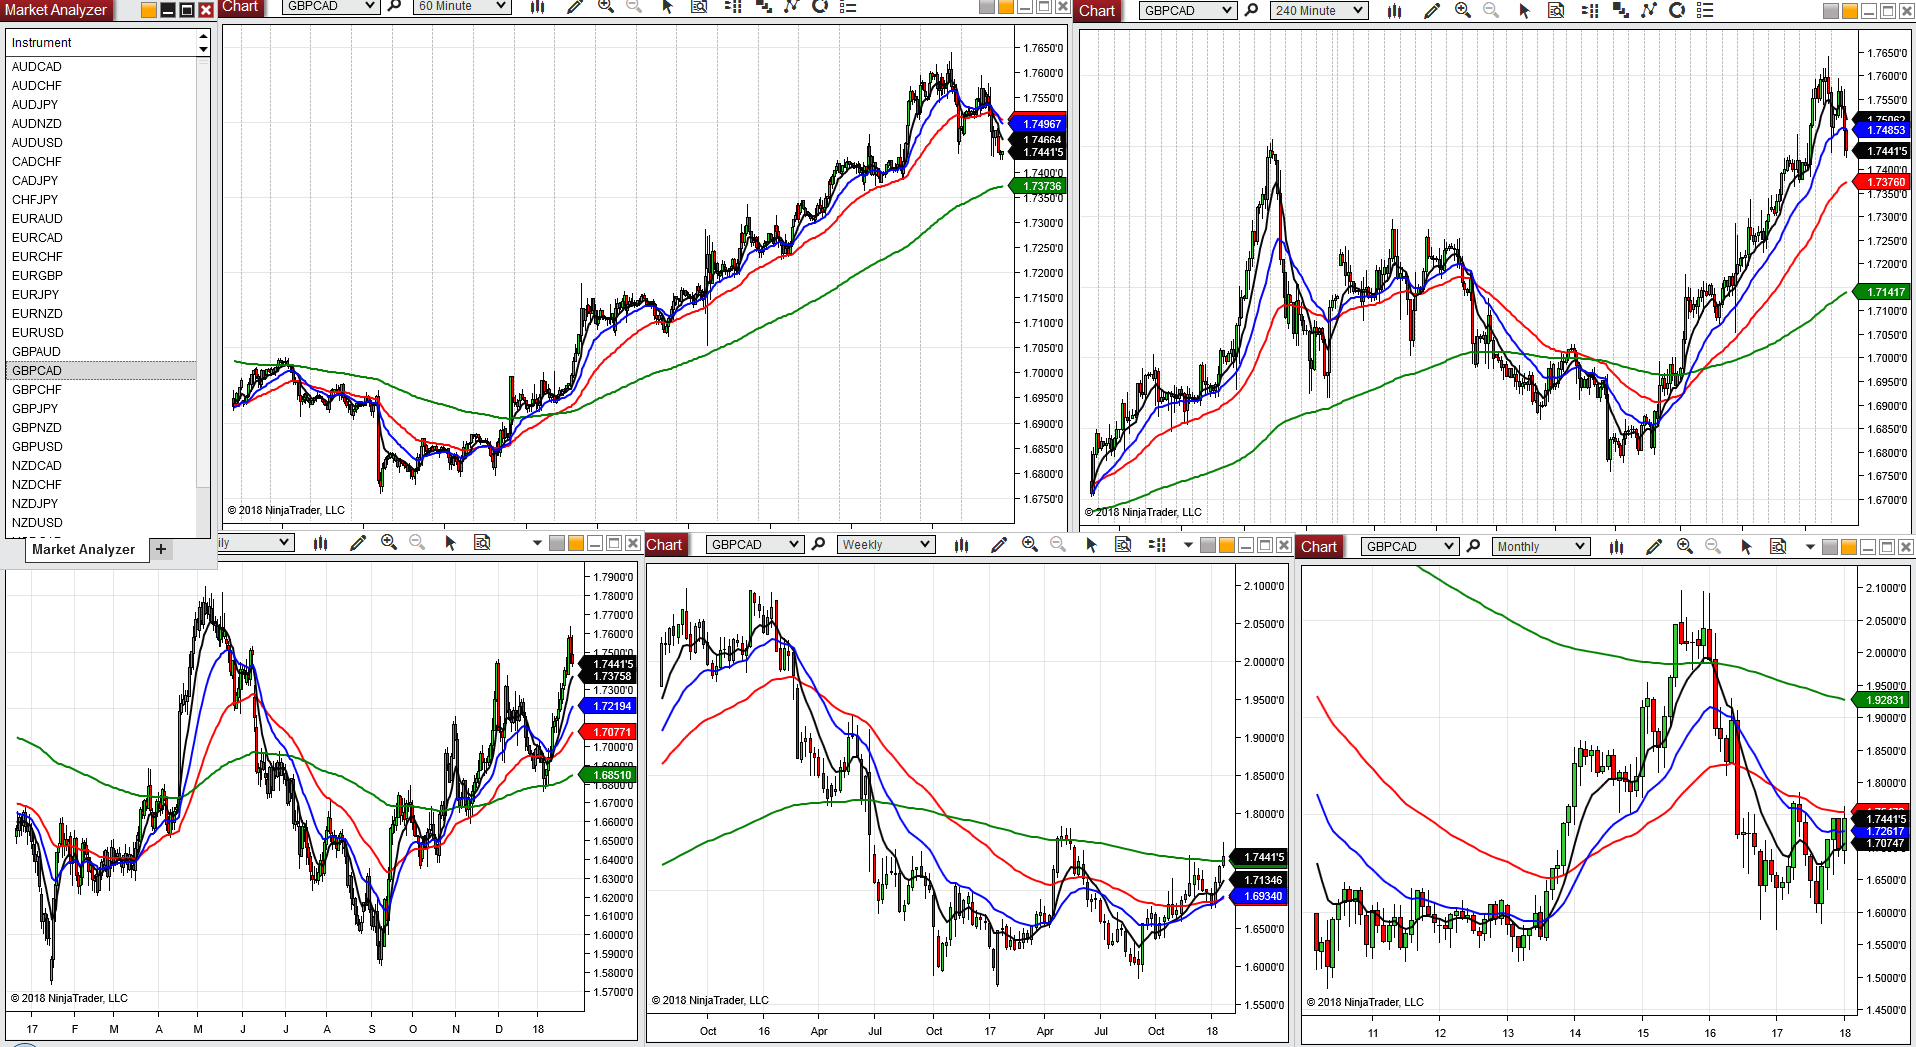 Market Analyzer
Instrument
AUDCAD
AUDCHF
AUDJPY
AUDNZD
AUDUSD
CADCHF
CADJPY
CHFJPY
EURAUD
EURCAD
EURCHF
EURGBP
EURJPY
EURNZD
EURUSD
GBPAUD
GBPCAD
GBPCHF
GBPJPY
GBPNZD
GBPUSD
NZDCAD
NZDCHF
NZDJPY
NZDUSD
Market Analyzer +
Chart GBPCAD 60 Minute
1.7650'0
1.7600'0
1.7550'0
1.74967
1.74664
1.7441'5
1.7400'0
1.73736
1.7350'0
1.7300'0
1.7250'0
1.7200'0
1.7150'0
1.7100'0
1.7050'0
1.7000'0
1.6950'0
1.6900'0
1.6850'0
1.6800'0
1.6750'0
© 2018 NinjaTrader, LLC
Chart GBPCAD 240 Minute
1.7650'0
1.7600'0
1.7550'0
1.75062
1.74853
1.7441'5
1.7400'0
1.73760
1.7350'0
1.7300'0
1.7250'0
1.7200'0
1.71417
1.7100'0
1.7050'0
1.7000'0
1.6950'0
1.6900'0
1.6850'0
1.6800'0
1.6750'0
1.6700'0
© 2018 NinjaTrader, LLC
ily
1.7900'0
1.7800'0
1.7700'0
1.7600'0
1.7441'5
1.73758
1.7300'0
1.72194
1.70771
1.7000'0
1.68510
1.6800'0
1.6700'0
1.6600'0
1.6500'0
1.6400'0
1.6300'0
1.6200'0
1.6100'0
1.6000'0
1.5900'0
1.5800'0
1.5700'0
© 2018 NinjaTrader, LLC
17 F M A M J J A S O N D 18
Chart GBPCAD Weekly
2.1000'0
2.0500'0
2.0000'0
1.9500'0
1.9000'0
1.8500'0
1.8000'0
1.7441'5
1.71346
1.69340
1.6500'0
1.6000'0
1.5500'0
© 2018 NinjaTrader, LLC
Oct 16 Apr Jul Oct 17 Apr Jul Oct 18
Chart GBPCAD Monthly
2.1000'0
2.0500'0
2.0000'0
1.9500'0
1.92831
1.9000'0
1.8500'0
1.8000'0
1.7441'5
1.72617
1.70747
1.6500'0
1.6000'0
1.5500'0
1.5000'0
1.4500'0
© 2018 NinjaTrader, LLC
11 12 13 14 15 16 17 18